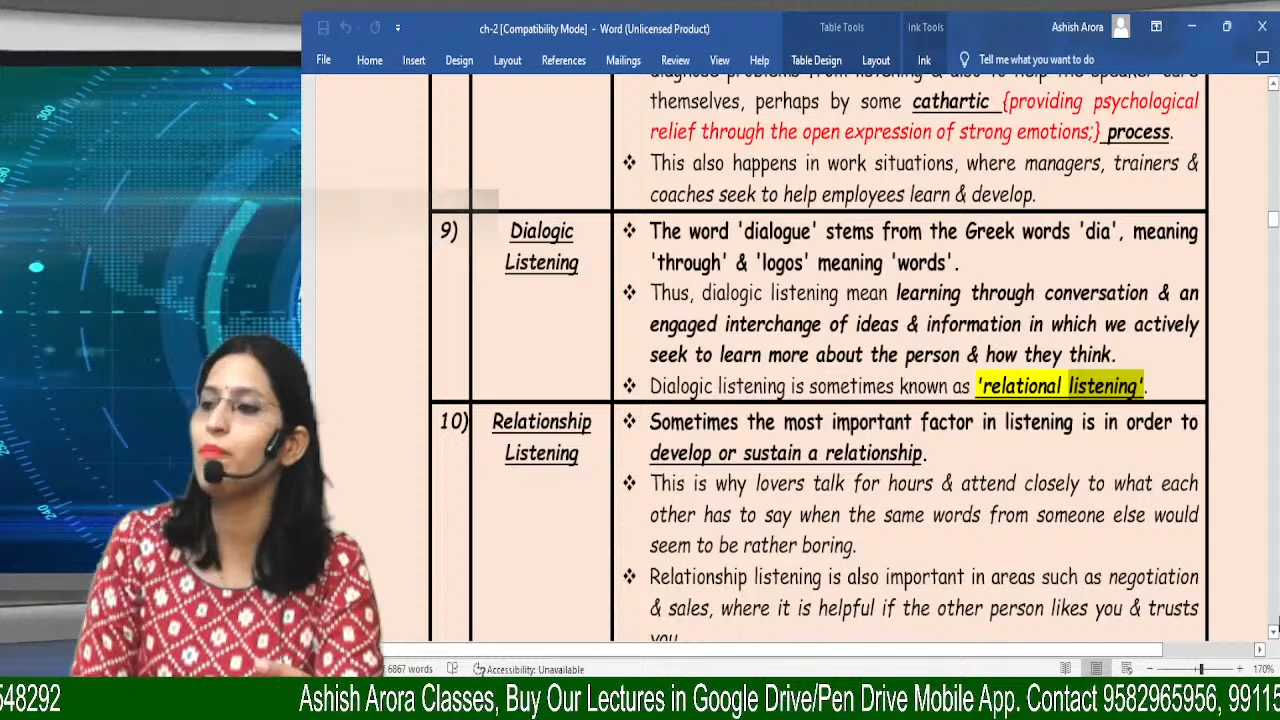 ch-2 [Compatibility Mode] - Word (Unlicensed Product)
Table Tools
Ink Tools
Ashish Arora
File Home Insert Design Layout References Mailings Review View Help Table Design Layout Ink Tell me what you want to do
themselves, perhaps by some cathartic {providing psychological
relief through the open expression of strong emotions;} process.
❖ This also happens in work situations, where managers, trainers &
coaches seek to help employees learn & develop.
9) Dialogic
Listening
❖ The word 'dialogue' stems from the Greek words 'dia', meaning
'through' & 'logos' meaning 'words'.
❖ Thus, dialogic listening mean learning through conversation & an
engaged interchange of ideas & information in which we actively
seek to learn more about the person & how they think.
❖ Dialogic listening is sometimes known as 'relational listening'.
10) Relationship
Listening
❖ Sometimes the most important factor in listening is in order to
develop or sustain a relationship.
❖ This is why lovers talk for hours & attend closely to what each
other has to say when the same words from someone else would
seem to be rather boring.
❖ Relationship listening is also important in areas such as negotiation
& sales, where it is helpful if the other person likes you & trusts
you
6867 words
Accessibility: Unavailable
170%
300
270
250
240
548292 Ashish Arora Classes, Buy Our Lectures in Google Drive/Pen Drive Mobile App. Contact 9582965956, 99115